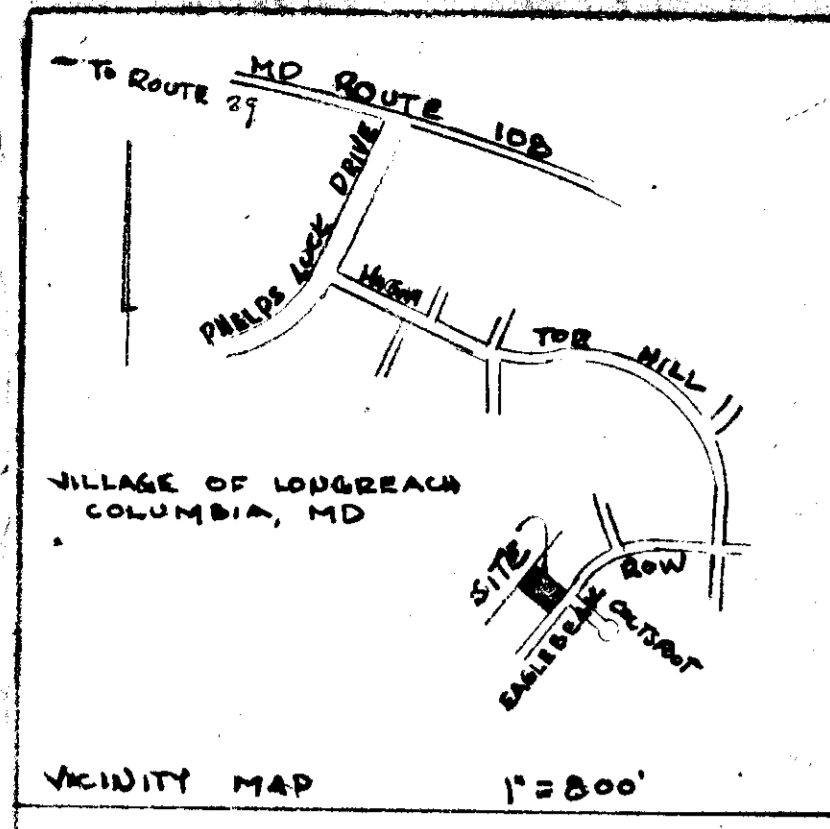 TO ROUTE 29
MD ROUTE 108
PHELPS LUCK DRIVE
TOR HILL
VILLAGE OF LONGREACH
COLUMBIA, MD
SITE
ROW
EAGLEBEAK
COLTSFOOT
VICINITY MAP
1" = 800'